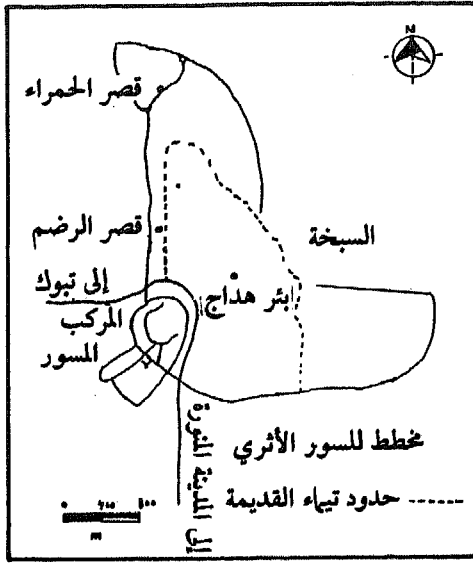 N
قصر الحمراء
قصر الرضم
السبخة
إلى تبوك
بئر هداج
المركب
المسور
إلى المدينة المنورة
مخطط للسور الأثري
حدود تيماء القديمة
m